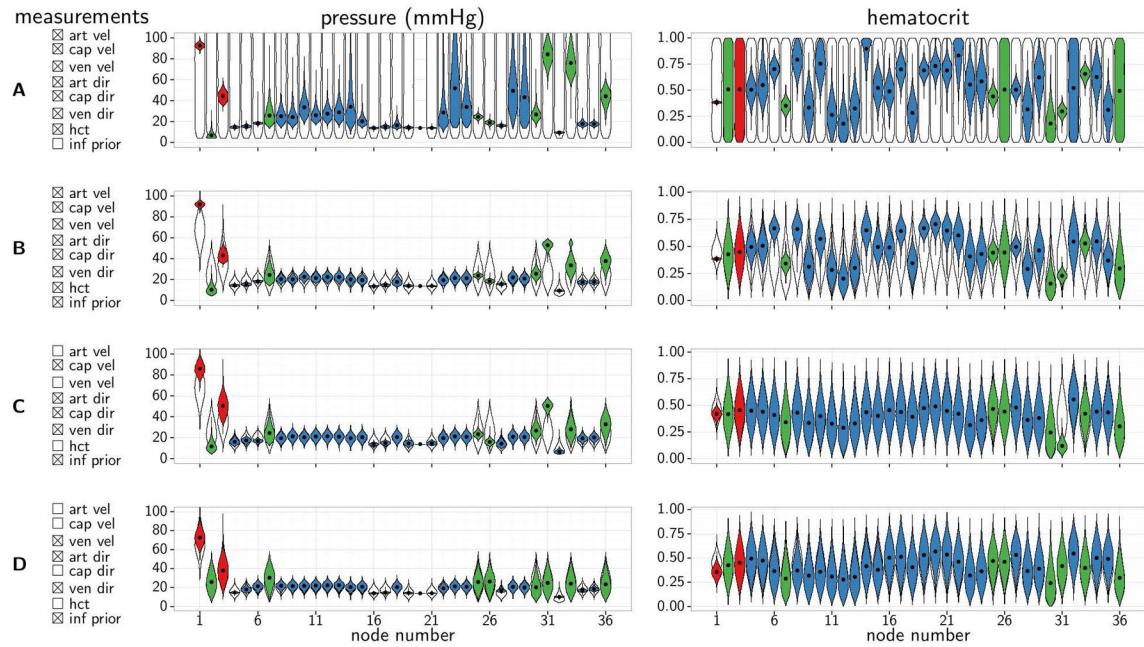 measurements
pressure (mmHg)
hematocrit
A
art vel
cap vel
ven vel
art dir
cap dir
ven dir
hct
inf prior
100
80
60
40
20
0
1.00
0.75
0.50
0.25
0.00
B
art vel
cap vel
ven vel
art dir
cap dir
ven dir
hct
inf prior
100
80
60
40
20
0
1.00
0.75
0.50
0.25
0.00
C
art vel
cap vel
ven vel
art dir
cap dir
ven dir
hct
inf prior
100
80
60
40
20
0
1.00
0.75
0.50
0.25
0.00
D
art vel
cap vel
ven vel
art dir
cap dir
ven dir
hct
inf prior
100
80
60
40
20
0
1.00
0.75
0.50
0.25
0.00
1 6 11 16 21 26 31 36
node number
1 6 11 16 21 26 31 36
node number